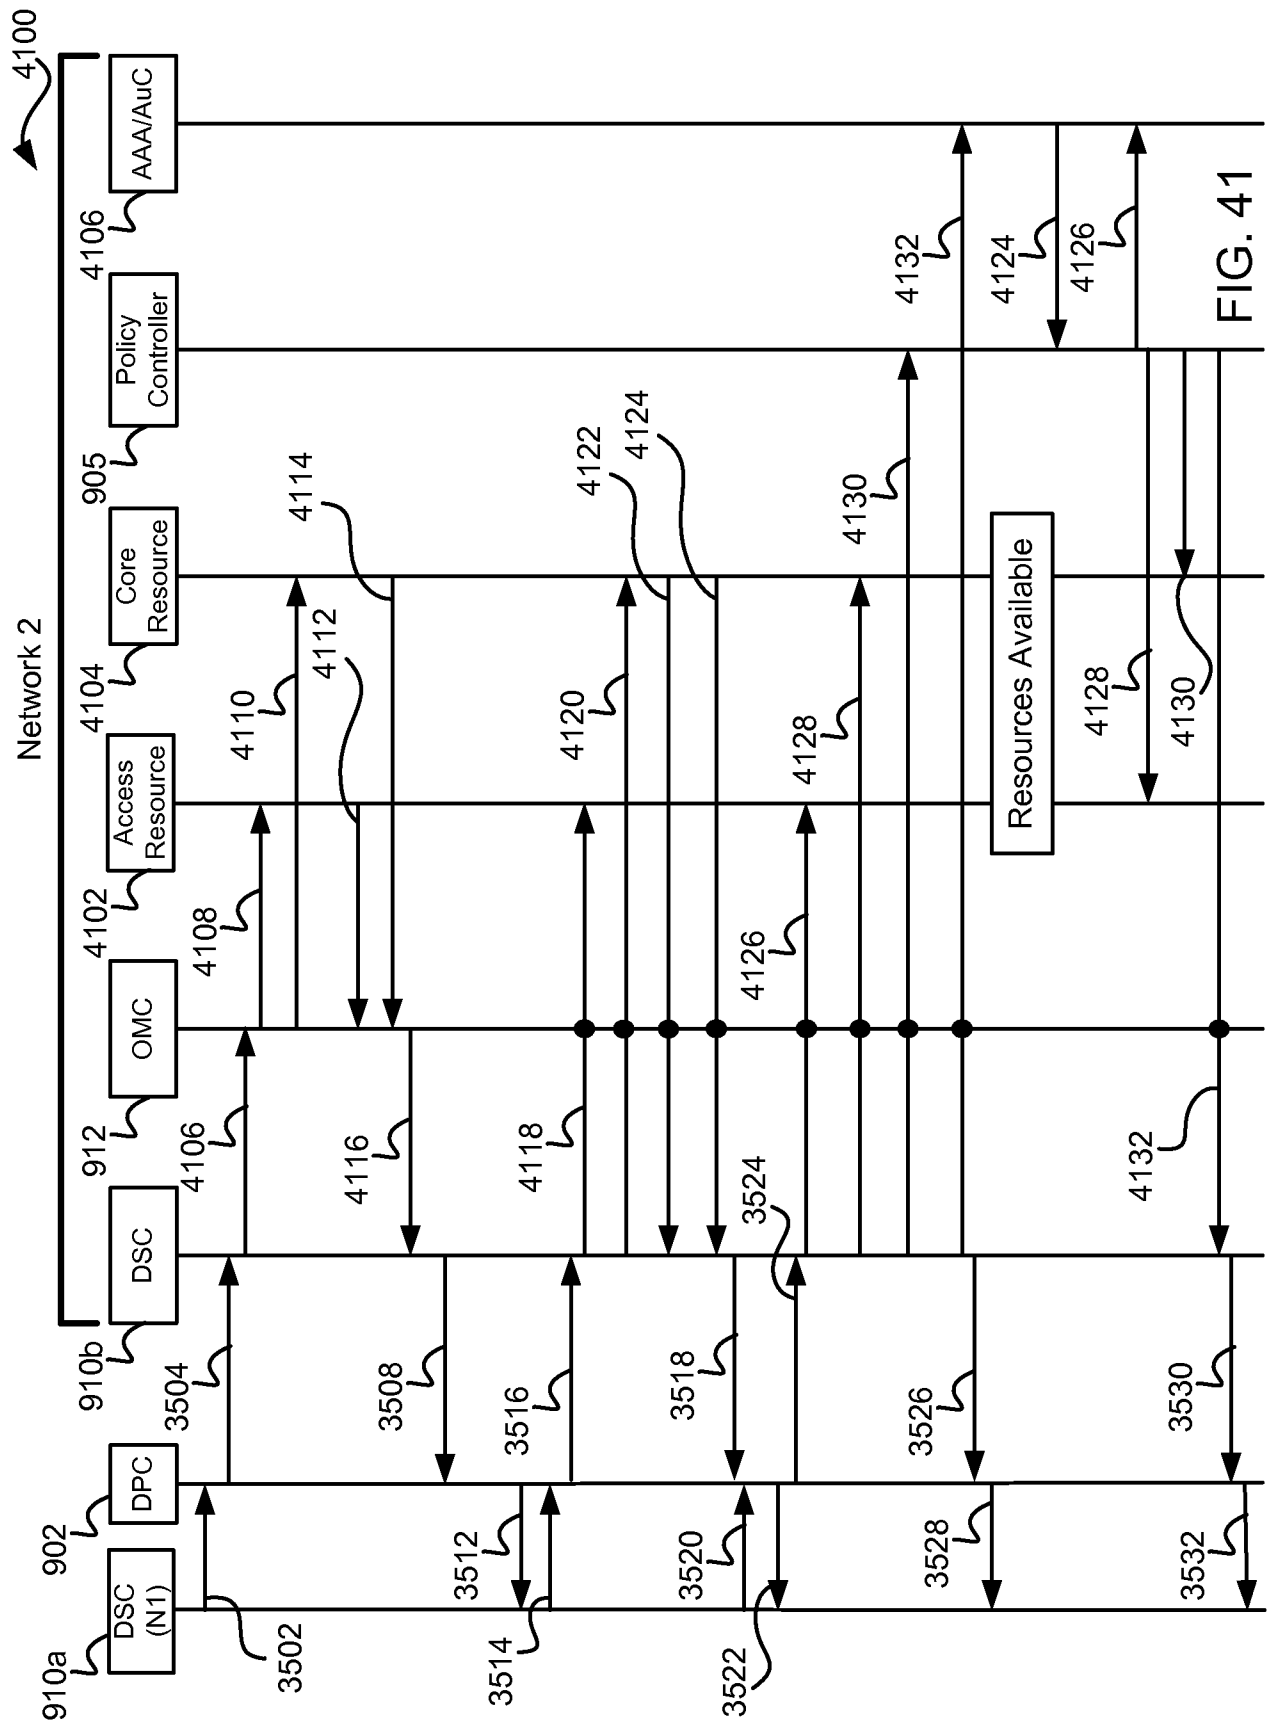 4100
Network 2
910a
902
910b
912
4102
4104
905
4106
DSC
(N1)
DPC
DSC
OMC
Access
Resource
Core
Resource
Policy
Controller
AAA/AuC
3502
3504
4106
4108
4110
4112
4114
4116
3508
3512
3514
3516
4118
4120
4122
4124
3518
3520
3522
3524
4126
4128
4130
4132
3526
3528
Resources Available
4124
4126
4128
4130
4132
3530
3532
FIG. 41